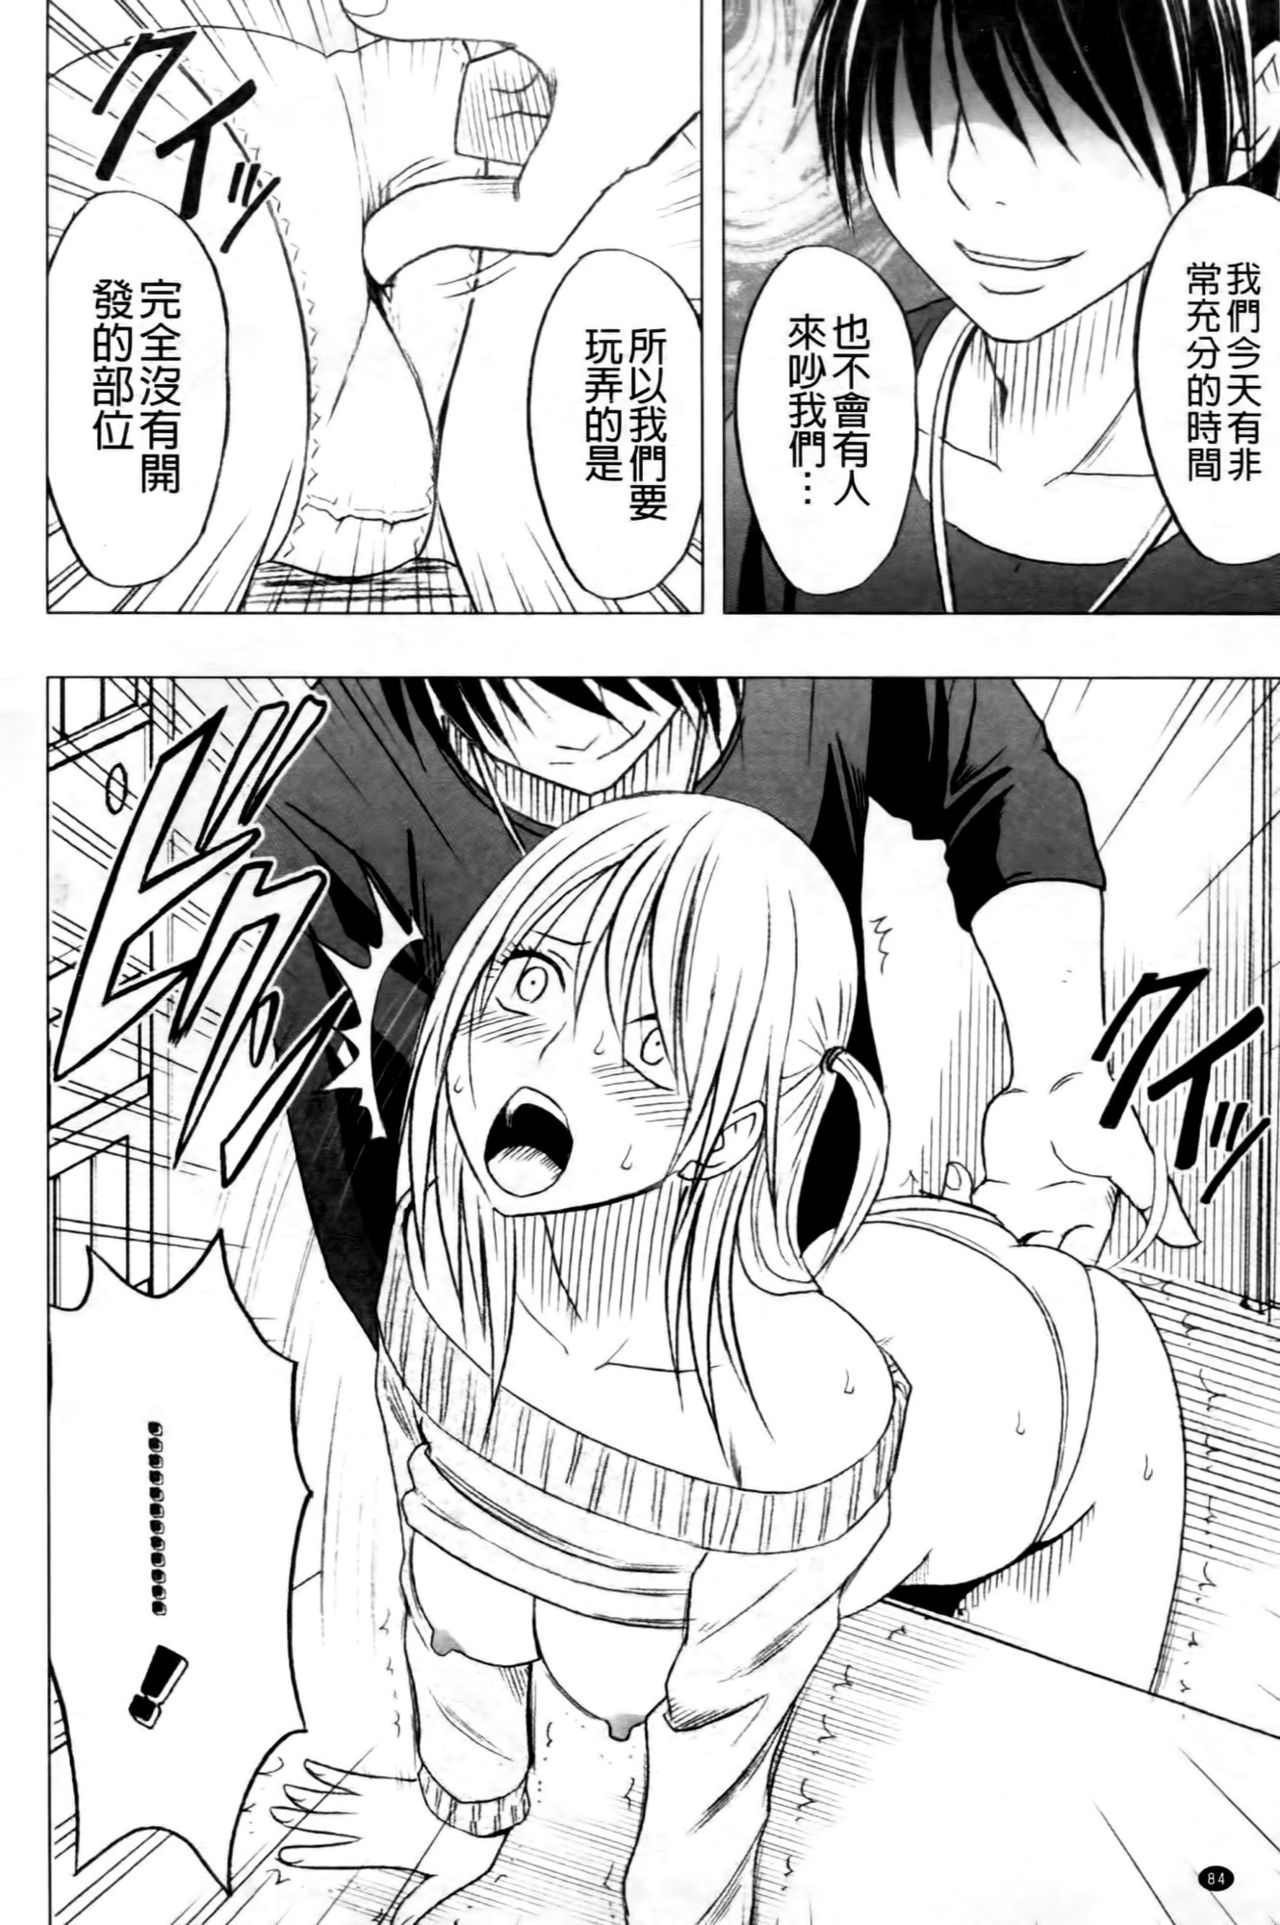 我們今天有非
常充分的時間
也不會有人
來吵我們…
所以我們要
玩弄的是
完全沒有開
發的部位
クイッ
ビクンッ
クイッ
…………!
84